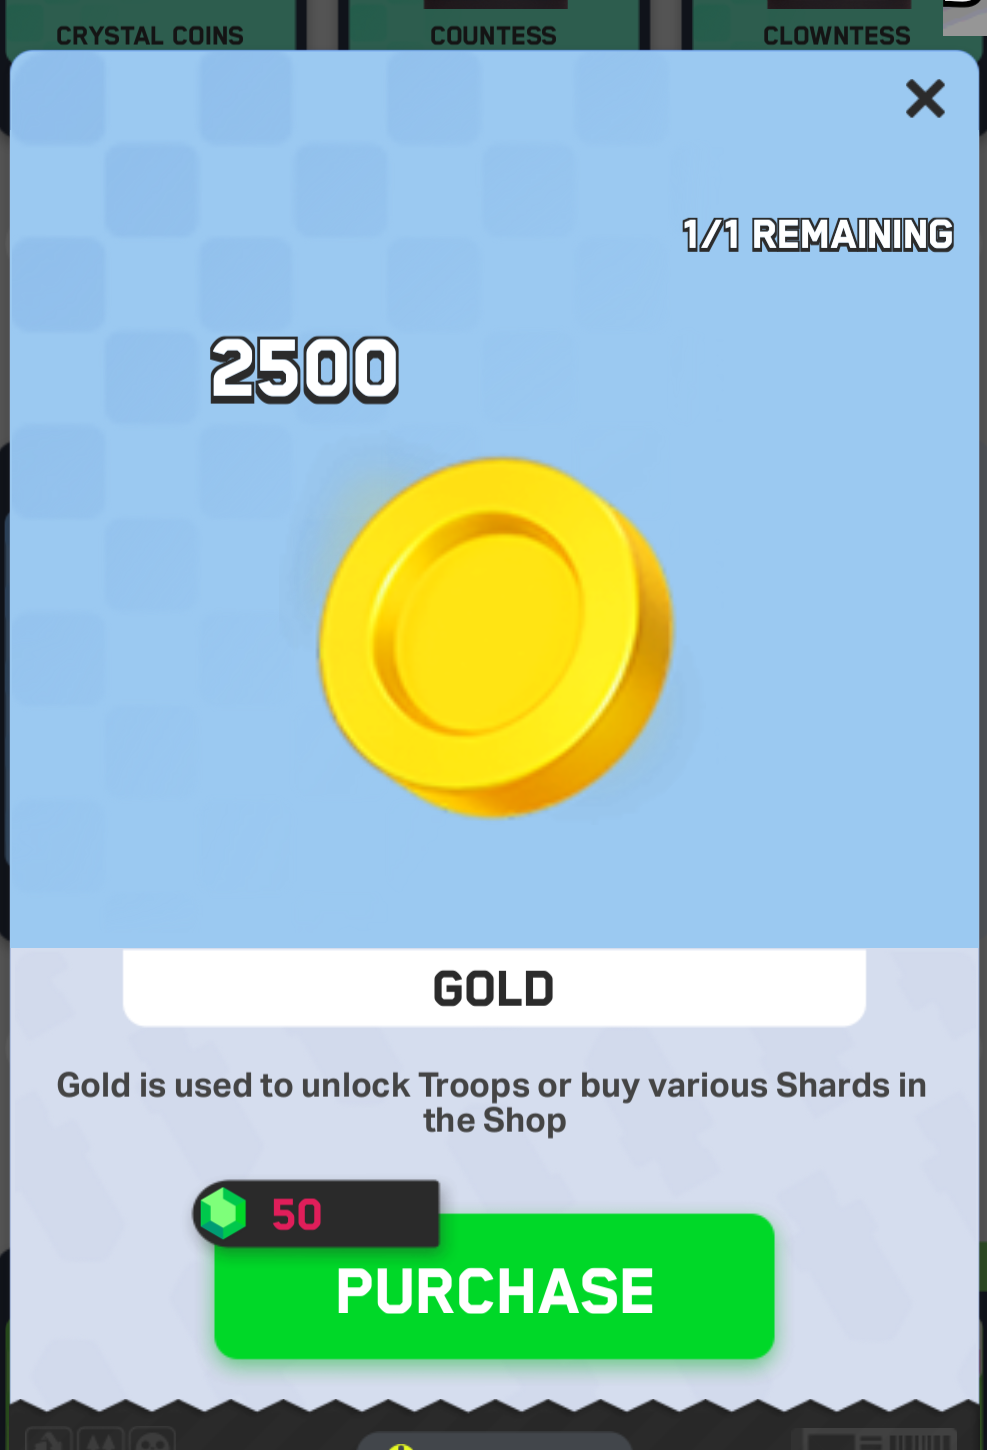 CRYSTAL COINS COUNTESS CLOWNTESS
1/1 REMAINING
2500
GOLD
Gold is used to unlock Troops or buy various Shards in
the Shop
50
PURCHASE